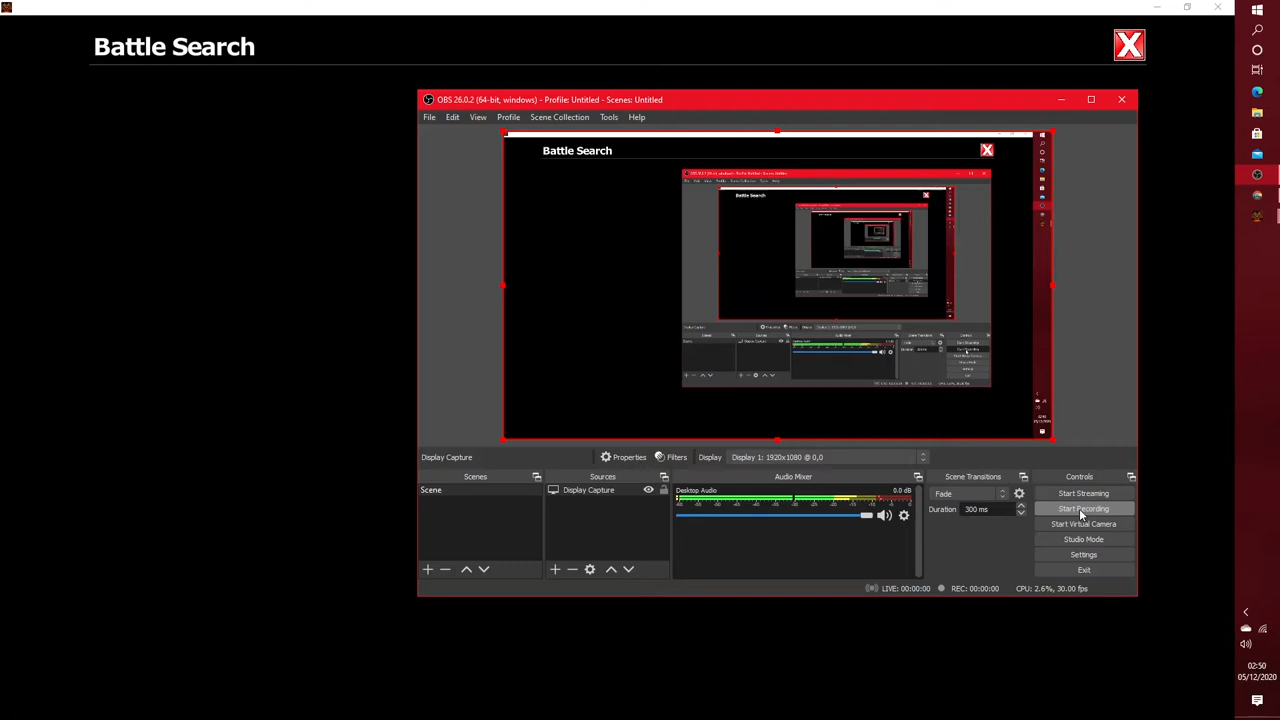 Battle Search
OBS 26.0.2 (64-bit, windows) - Profile: Untitled - Scenes: Untitled
File Edit View Profile Scene Collection Tools Help
Battle Search
Battle Search
Display Capture Properties Filters Display Display 1: 1920x1080 @ 0,0
Scenes Sources Audio Mixer Scene Transitions Controls
Scene Display Capture Desktop Audio 0.0 dB Fade Start Streaming
Duration 300 ms Start Recording
Start Virtual Camera
Studio Mode
Settings
Exit
LIVE: 00:00:00 REC: 00:00:00 CPU: 2.6%, 30.00 fps
02:50
05/12/2020